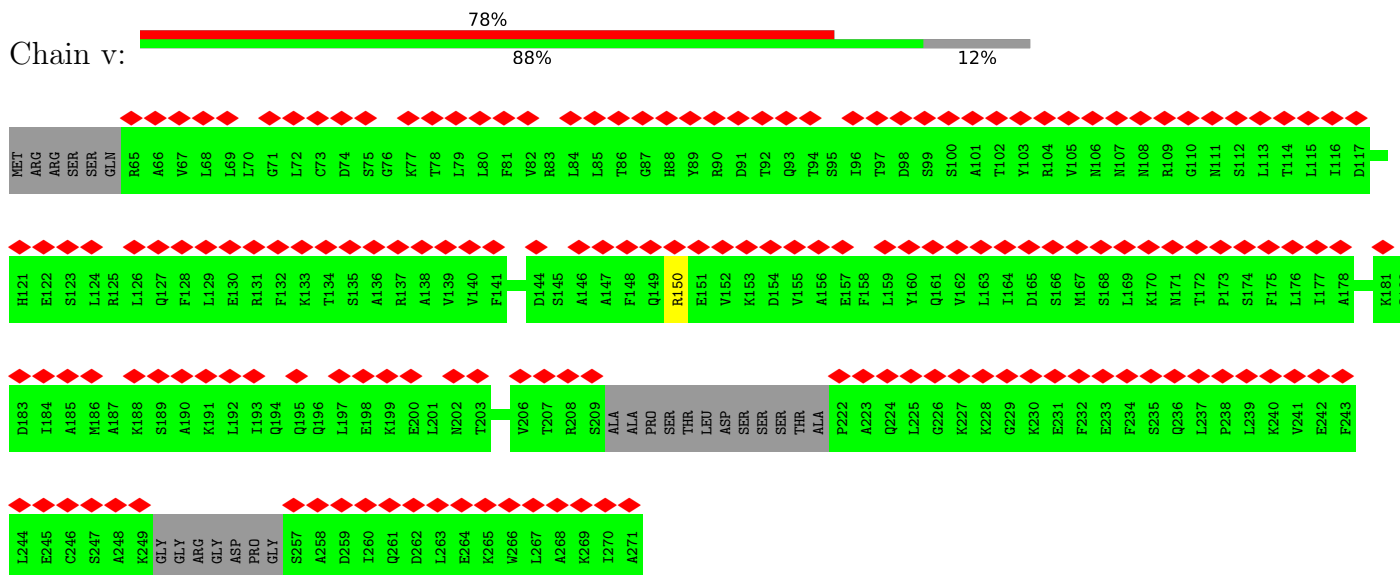 78%
Chain v:
88% 12%
MET ARG ARG SER SER GLN R65 A66 V67 L68 L69 L70 G71 L72 C73 D74 S75 G76 K77 T78 L79 L80 F81 V82 R83 L84 L85 T86 G87 H88 Y89 R90 D91 T92 Q93 T94 S95 I96 T97 D98 S99 S100 A101 T102 Y103 R104 V105 N106 N107 N108 R109 G110 N111 S112 L113 T114 L115 I116 D117
H121 E122 S123 L124 R125 L126 Q127 F128 L129 E130 R131 F132 K133 T134 S135 A136 R137 A138 V139 V140 F141 D144 S145 A146 A147 F148 Q149 R150 E151 V152 K153 D154 V155 A156 E157 F158 L159 Y160 Q161 V162 L163 I164 D165 S166 M167 S168 L169 K170 N171 T172 P173 S174 F175 L176 I177 A178 K181
D183 I184 A185 M186 A187 K188 S189 A190 K191 L192 I193 Q194 Q195 Q196 L197 E198 K199 E200 L201 N202 T203 V206 T207 R208 S209 ALA ALA PRO SER THR LEU ASP SER SER SER THR ALA P222 A223 Q224 L225 G226 K227 K228 G229 K230 E231 F232 E233 F234 S235 Q236 L237 P238 L239 K240 V241 E242 F243
L244 E245 C246 S247 A248 K249 GLY GLY ARG GLY ASP PRO GLY S257 A258 D259 I260 Q261 D262 L263 E264 K265 W266 L267 A268 K269 I270 A271